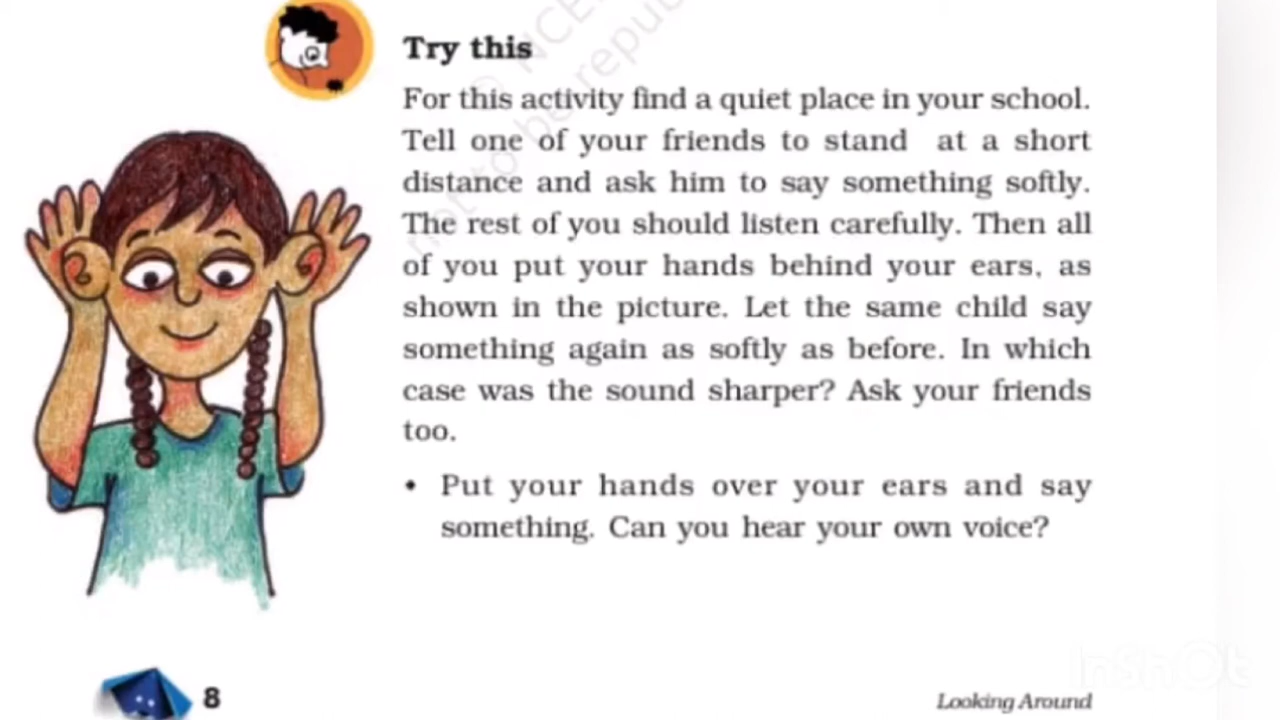 Try this
For this activity find a quiet place in your school.
Tell one of your friends to stand at a short
distance and ask him to say something softly.
The rest of you should listen carefully. Then all
of you put your hands behind your ears, as
shown in the picture. Let the same child say
something again as softly as before. In which
case was the sound sharper? Ask your friends
too.
• Put your hands over your ears and say
something. Can you hear your own voice?
8
Looking Around
InShOt